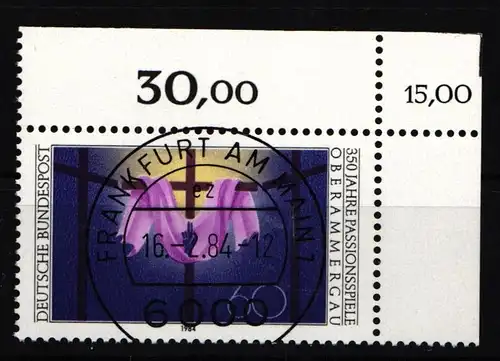 30,00
15,00
DEUTSCHE BUNDESPOST
350 JAHRE PASSIONSSPIELE
OBERAMMERGAU
60
1984
FRANKFURT AM MAIN 1
ez
16.-2.84-12
6000